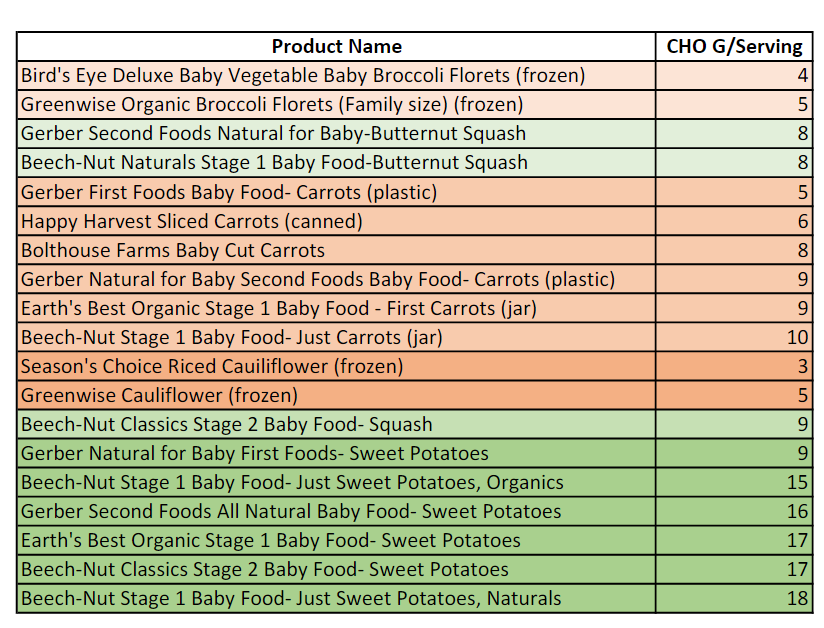 Product Name CHO G/Serving
Bird's Eye Deluxe Baby Vegetable Baby Broccoli Florets (frozen) 4
Greenwise Organic Broccoli Florets (Family size) (frozen) 5
Gerber Second Foods Natural for Baby-Butternut Squash 8
Beech-Nut Naturals Stage 1 Baby Food-Butternut Squash 8
Gerber First Foods Baby Food- Carrots (plastic) 5
Happy Harvest Sliced Carrots (canned) 6
Bolthouse Farms Baby Cut Carrots 8
Gerber Natural for Baby Second Foods Baby Food- Carrots (plastic) 9
Earth's Best Organic Stage 1 Baby Food - First Carrots (jar) 9
Beech-Nut Stage 1 Baby Food- Just Carrots (jar) 10
Season's Choice Riced Cauiliflower (frozen) 3
Greenwise Cauliflower (frozen) 5
Beech-Nut Classics Stage 2 Baby Food- Squash 9
Gerber Natural for Baby First Foods- Sweet Potatoes 9
Beech-Nut Stage 1 Baby Food- Just Sweet Potatoes, Organics 15
Gerber Second Foods All Natural Baby Food- Sweet Potatoes 16
Earth's Best Organic Stage 1 Baby Food- Sweet Potatoes 17
Beech-Nut Classics Stage 2 Baby Food- Sweet Potatoes 17
Beech-Nut Stage 1 Baby Food- Just Sweet Potatoes, Naturals 18